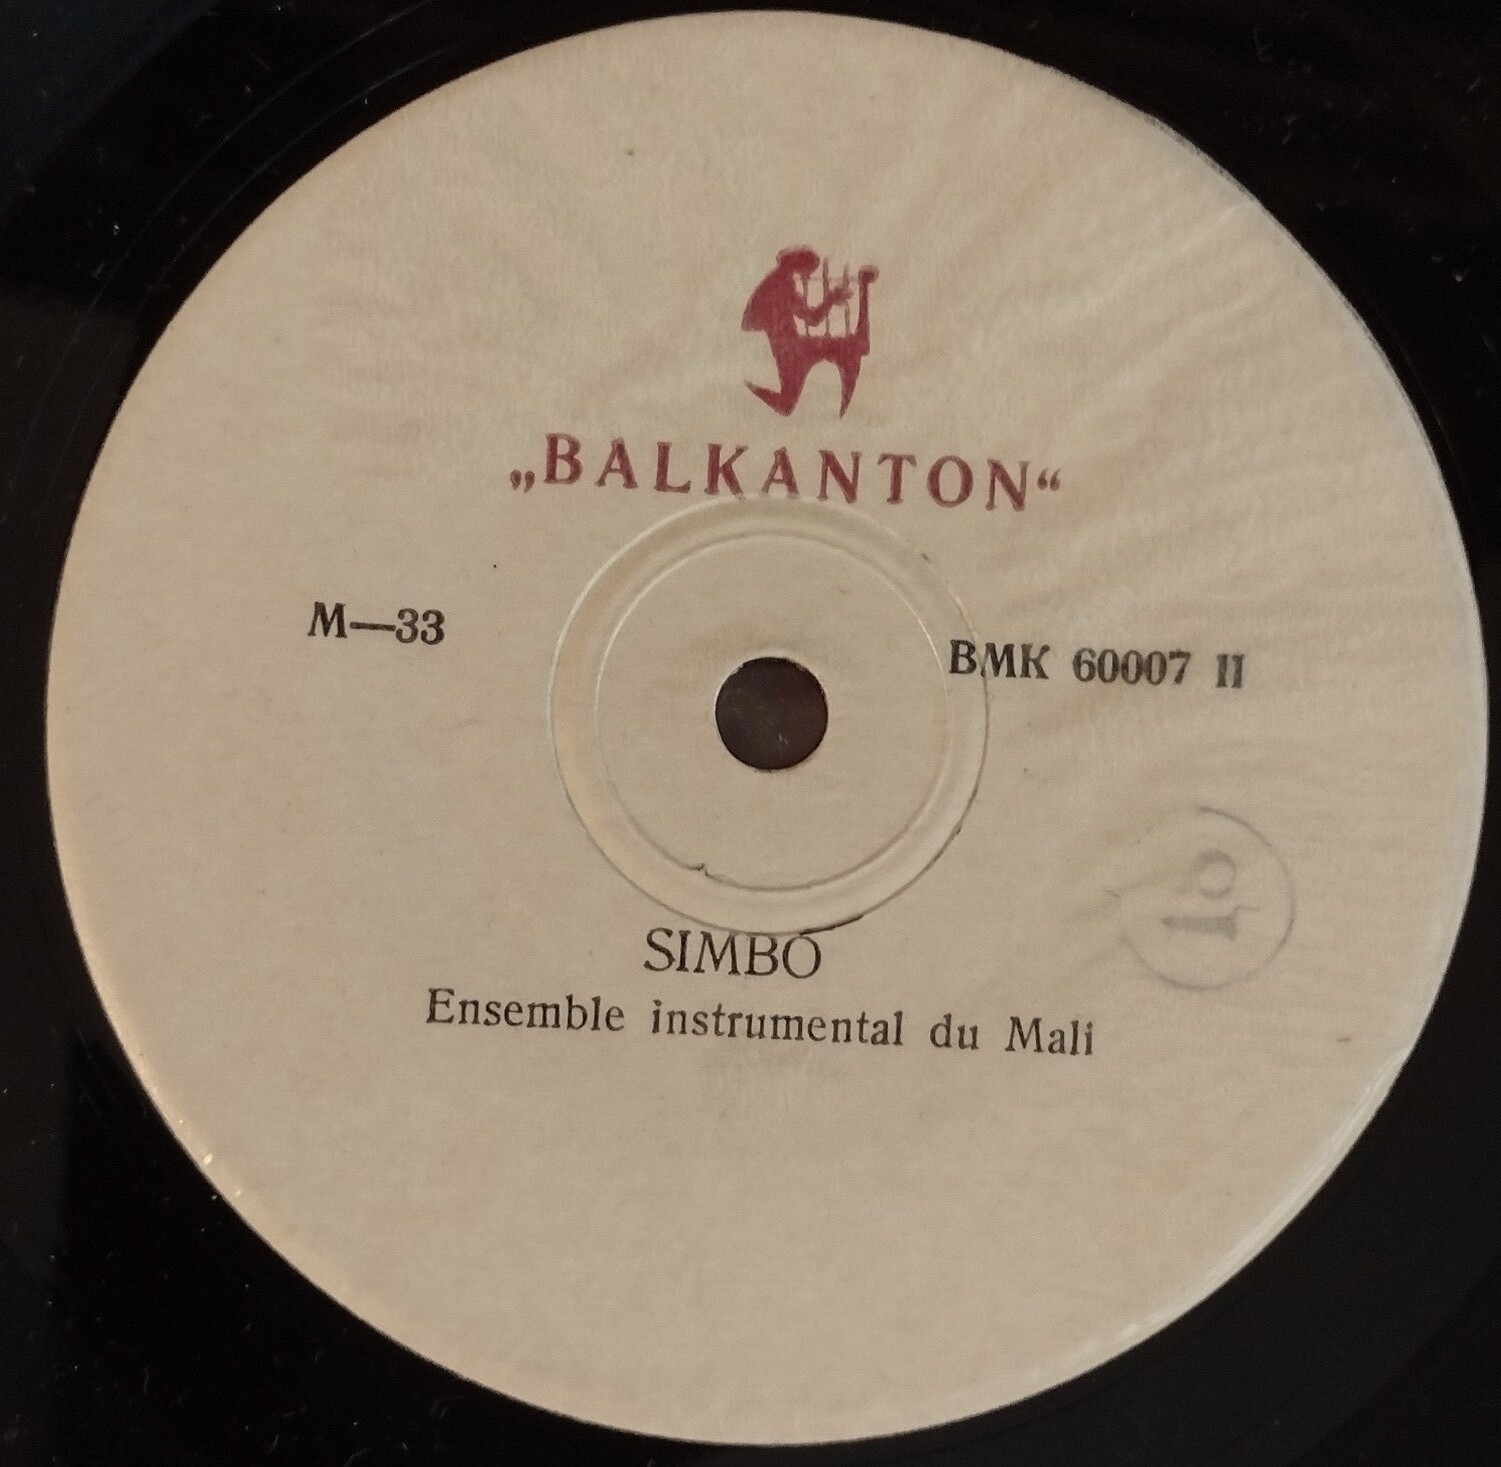 „BALKANTON“
M—33
BMK 60007 II
SIMBO
Ensemble instrumental du Mali